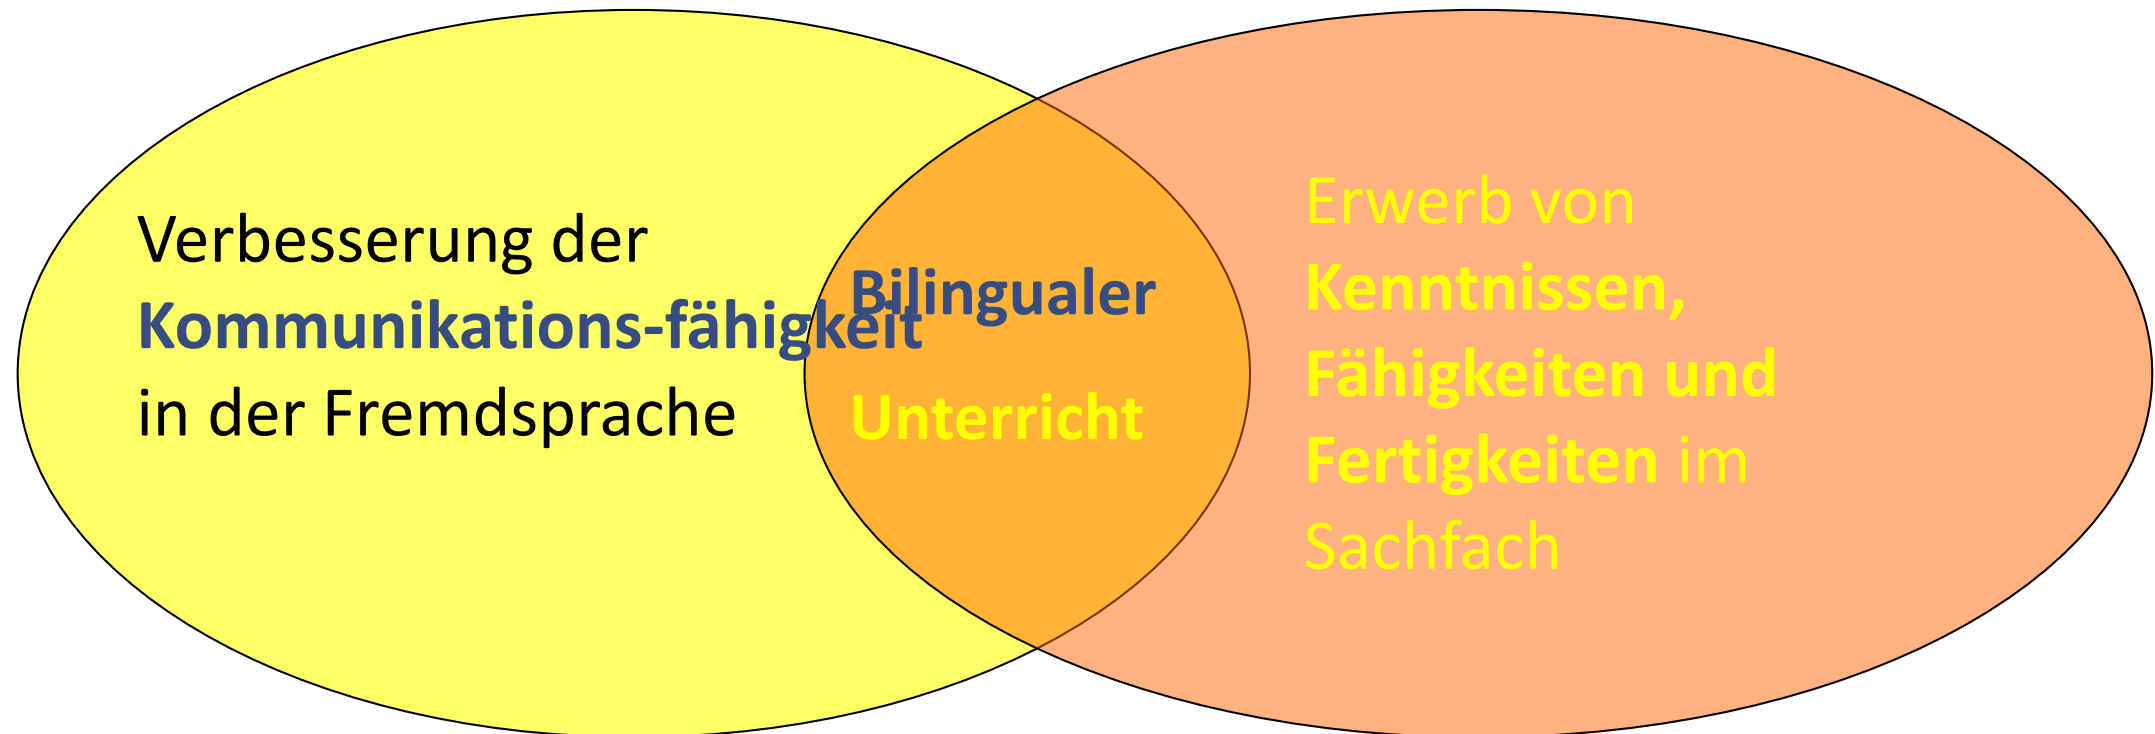 Verbesserung der
Kommunikations-fähigkeit
in der Fremdsprache
Bilingualer
Unterricht
Erwerb von
Kenntnissen,
Fähigkeiten und
Fertigkeiten im
Sachfach